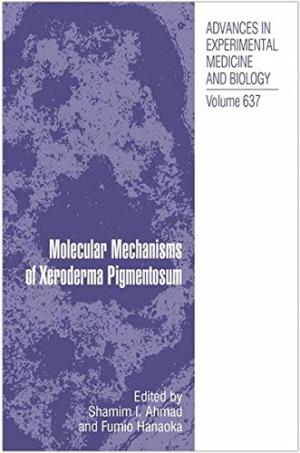 ADVANCES IN
EXPERIMENTAL
MEDICINE
AND BIOLOGY
Volume 637
Molecular Mechanisms
of Xeroderma Pigmentosum
Edited by
Shamim I. Ahmad
and Fumio Hanaoka